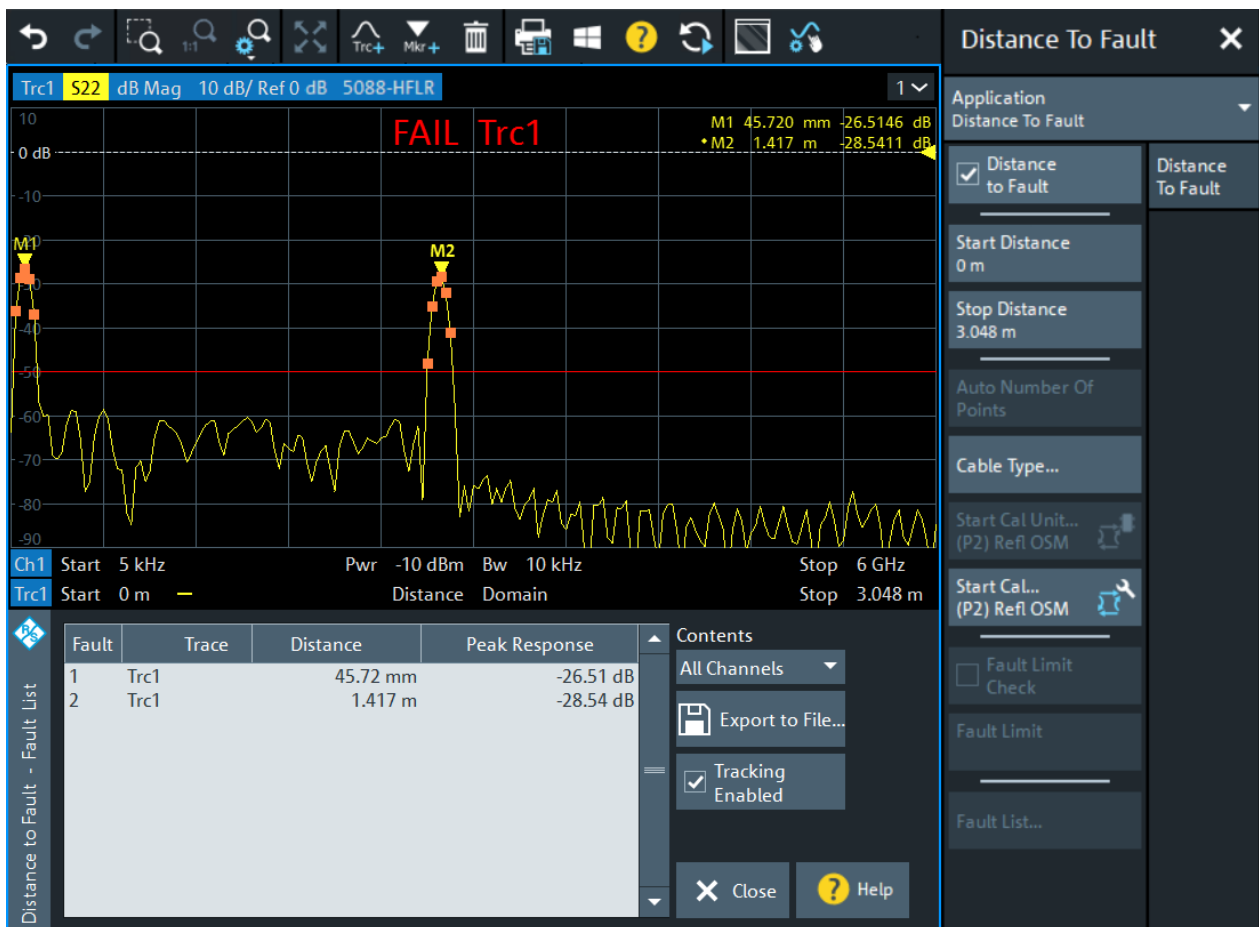 1:1
Trc+
Mkr+
?
Distance To Fault
Trc1 S22 dB Mag 10 dB/ Ref 0 dB 5088-HFLR
1
10
FAIL Trc1
M1 45.720 mm -26.5146 dB
M2 1.417 m -28.5411 dB
0 dB
-10
-20
M1
M2
-30
-40
-50
-60
-70
-80
-90
Ch1 Start 5 kHz Pwr -10 dBm Bw 10 kHz Stop 6 GHz
Trc1 Start 0 m Distance Domain Stop 3.048 m
R&S
Distance to Fault - Fault List
Fault Trace Distance Peak Response
1 Trc1 45.72 mm -26.51 dB
2 Trc1 1.417 m -28.54 dB
Contents
All Channels
Export to File...
Tracking
Enabled
Close
? Help
Application
Distance To Fault
Distance
to Fault
Distance
To Fault
Start Distance
0 m
Stop Distance
3.048 m
Auto Number Of
Points
Cable Type...
Start Cal Unit...
(P2) Refl OSM
Start Cal...
(P2) Refl OSM
Fault Limit
Check
Fault Limit
Fault List...